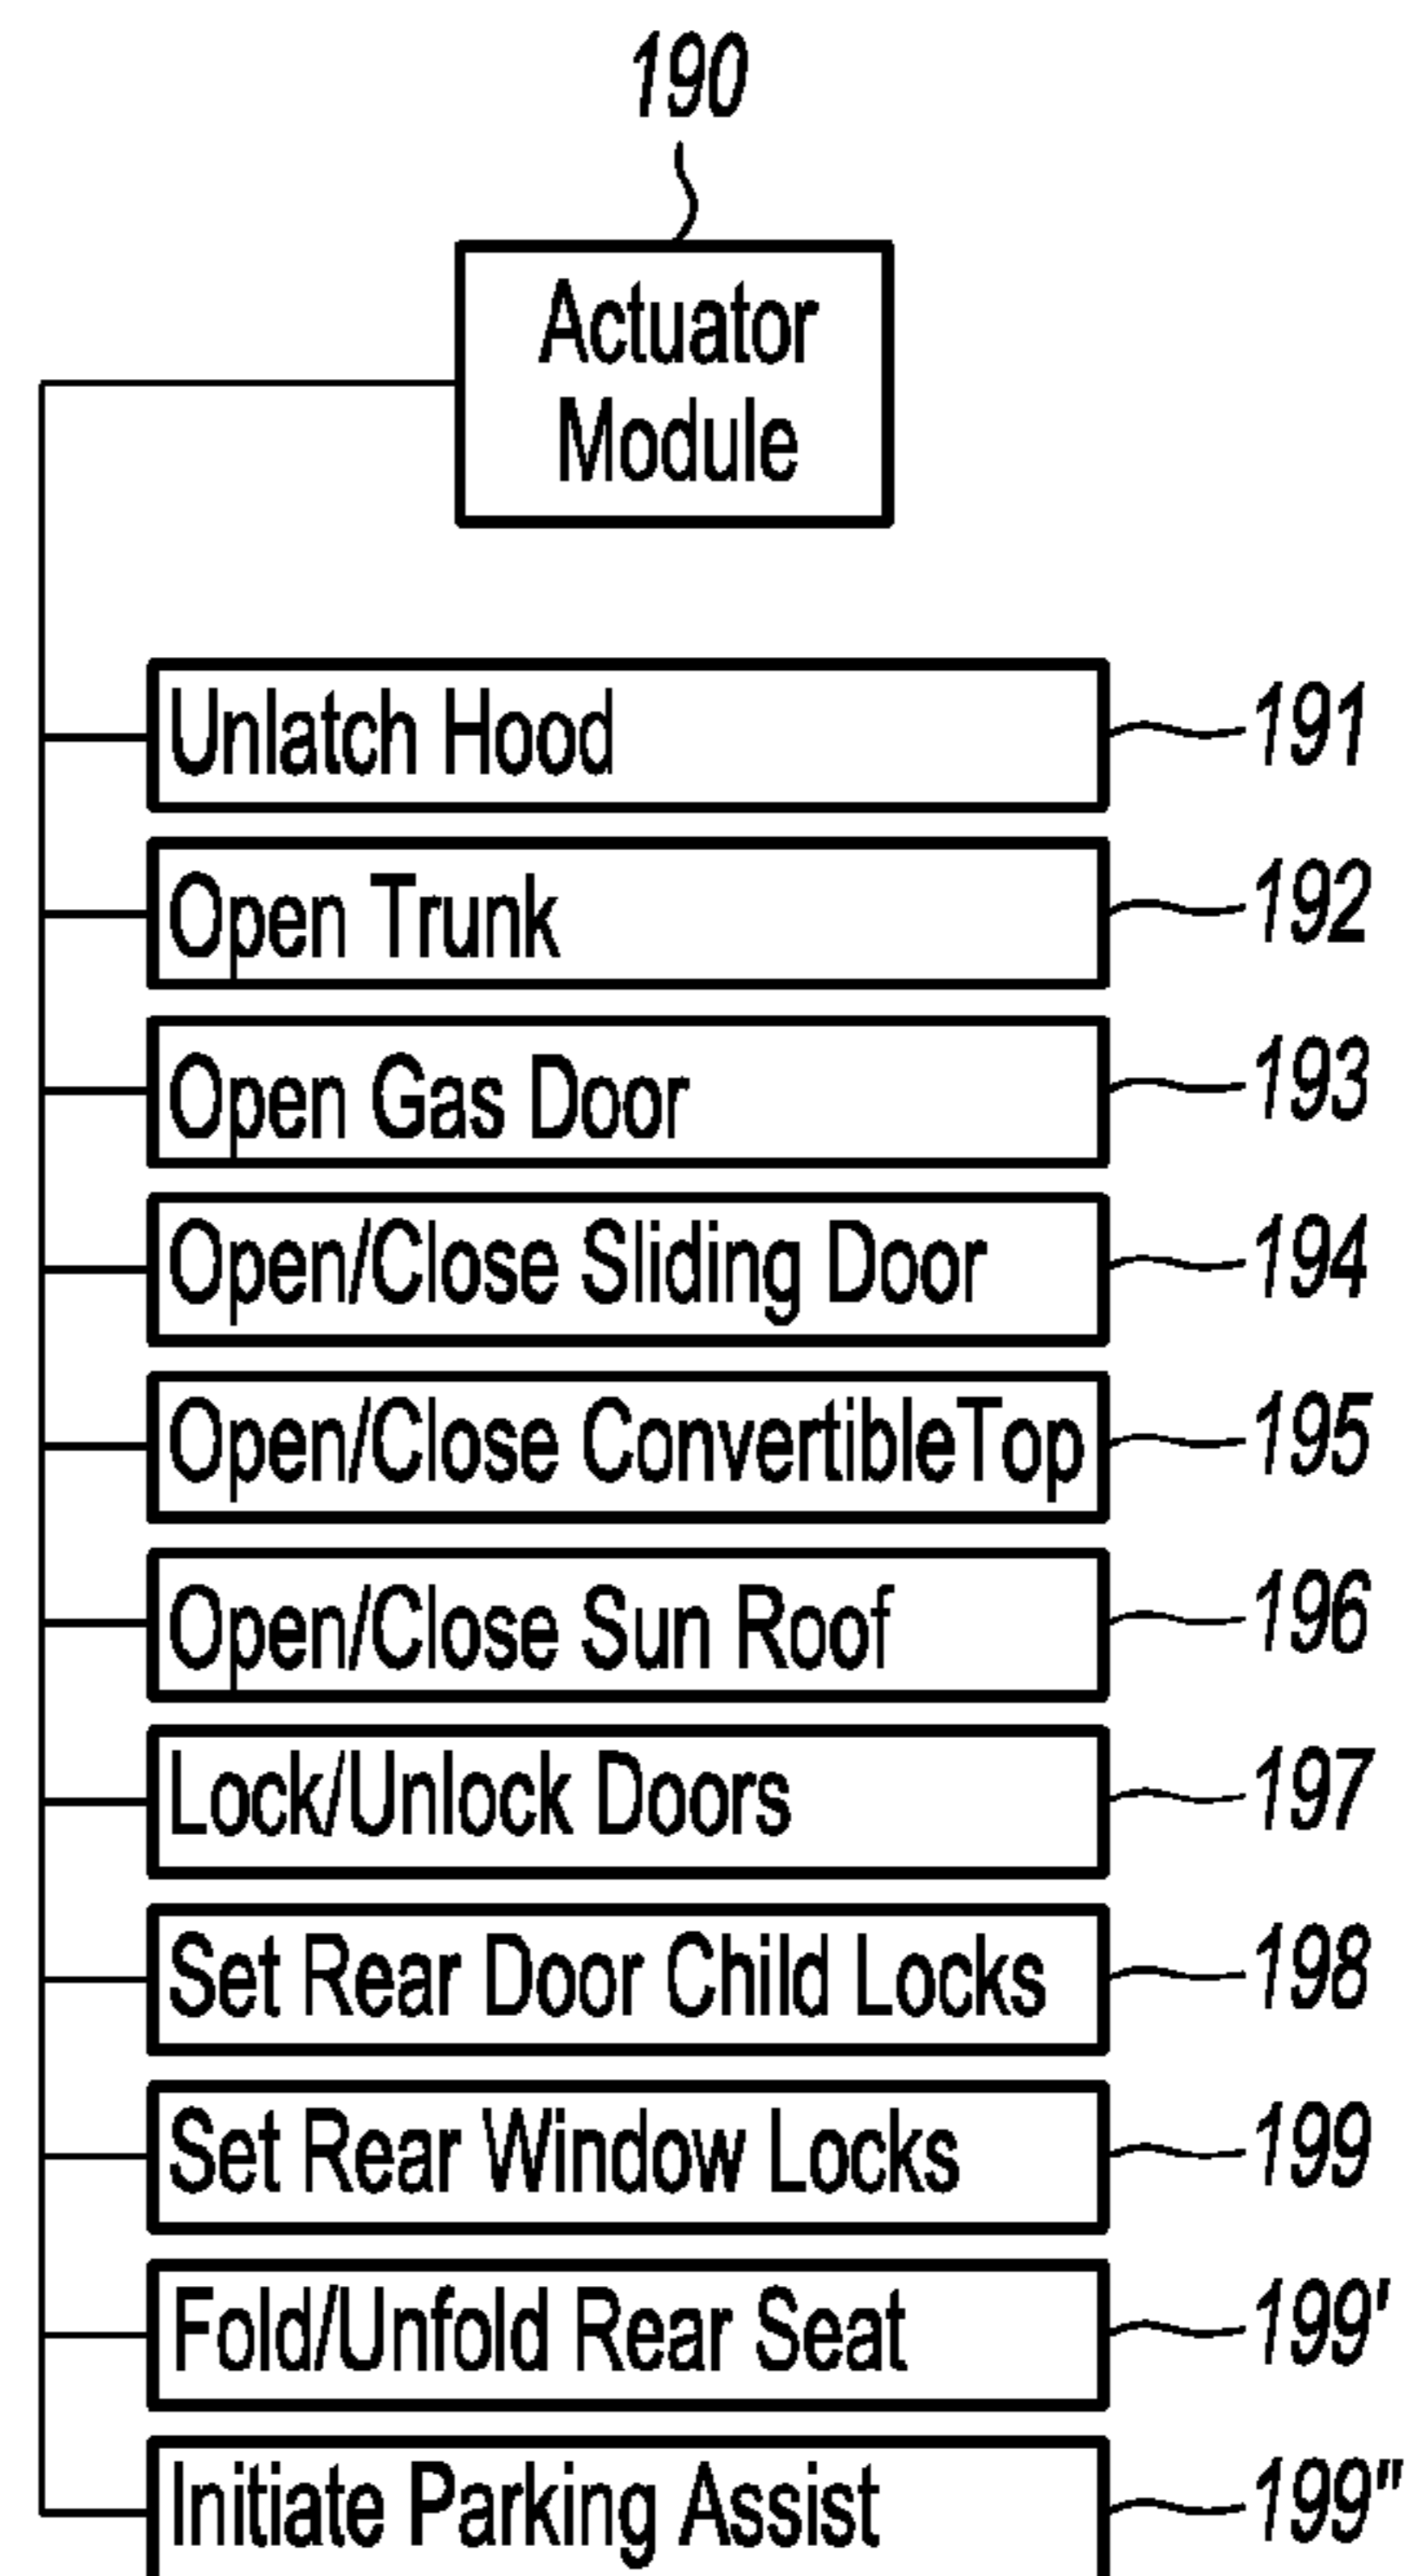 190
Actuator
Module
Unlatch Hood 191
Open Trunk 192
Open Gas Door 193
Open/Close Sliding Door 194
Open/Close ConvertibleTop 195
Open/Close Sun Roof 196
Lock/Unlock Doors 197
Set Rear Door Child Locks 198
Set Rear Window Locks 199
Fold/Unfold Rear Seat 199'
Initiate Parking Assist 199"